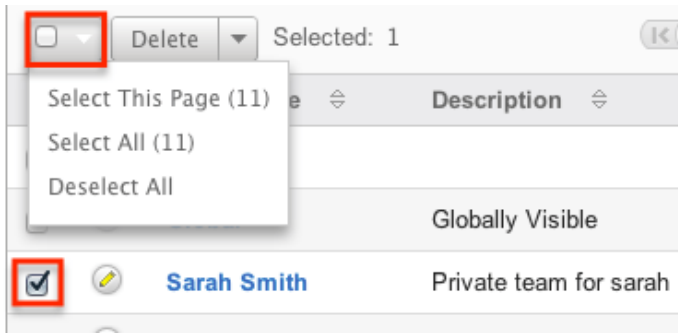 Delete Selected: 1
Select This Page (11)
e Description
Select All (11)
Deselect All
Globally Visible
Sarah Smith Private team for sarah